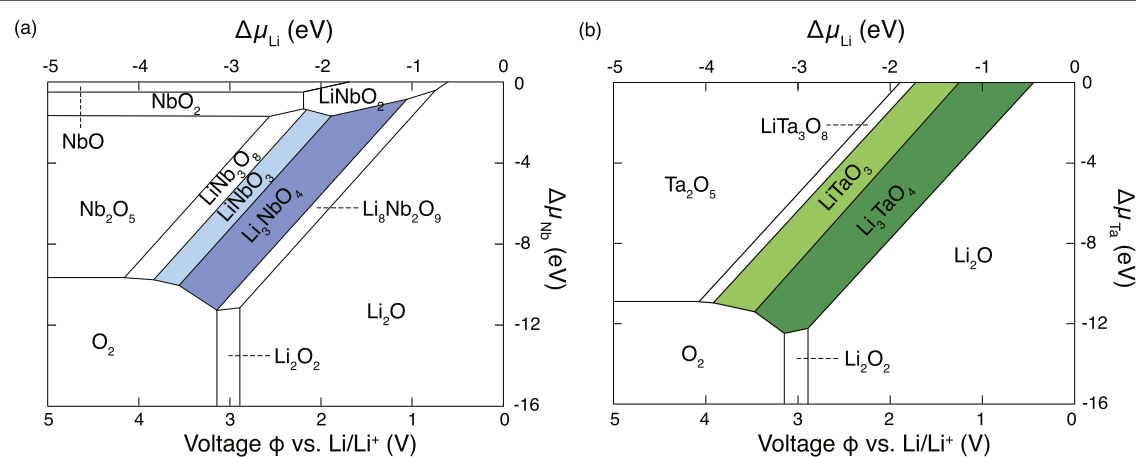 (a)
Δμ_Li (eV)
-5 -4 -3 -2 -1 0
NbO₂
LiNbO₂
NbO
LiNb₃O₈
LiNbO₃
Li₃NbO₄
Nb₂O₅
Li₈Nb₂O₉
Li₂O
O₂
Li₂O₂
0
-4
-8
-12
-16
Δμ_Nb (eV)
5 4 3 2 1 0
Voltage ϕ vs. Li/Li⁺ (V)
(b)
Δμ_Li (eV)
-5 -4 -3 -2 -1 0
LiTa₃O₈
LiTaO₃
Li₃TaO₄
Ta₂O₅
Li₂O
O₂
Li₂O₂
0
-4
-8
-12
-16
Δμ_Ta (eV)
5 4 3 2 1 0
Voltage ϕ vs. Li/Li⁺ (V)